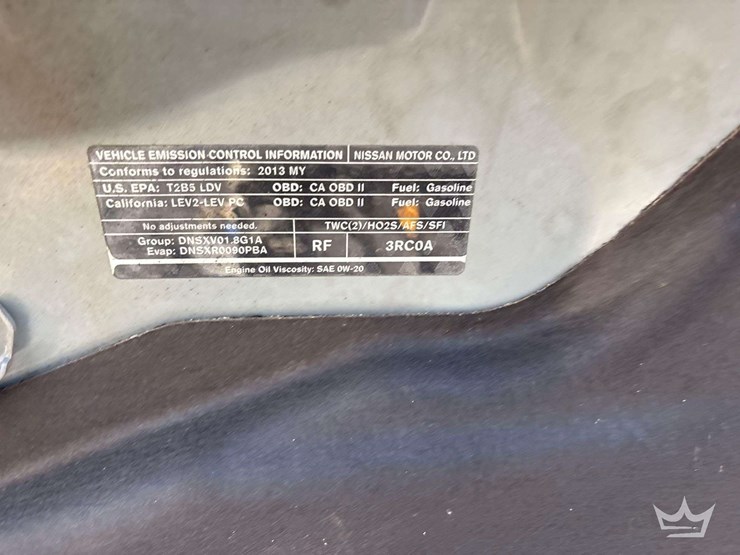 VEHICLE EMISSION CONTROL INFORMATION NISSAN MOTOR CO., LTD
Conforms to regulations: 2013 MY
U.S. EPA: T2B5 LDV OBD: CA OBD II Fuel: Gasoline
California: LEV2-LEV PC OBD: CA OBD II Fuel: Gasoline
No adjustments needed. TWC(2)/HO2S/AFS/SFI
Group: DNSXV01.8G1A
Evap: DNSXR0090PBA
RF 3RC0A
Engine Oil Viscosity: SAE 0W-20